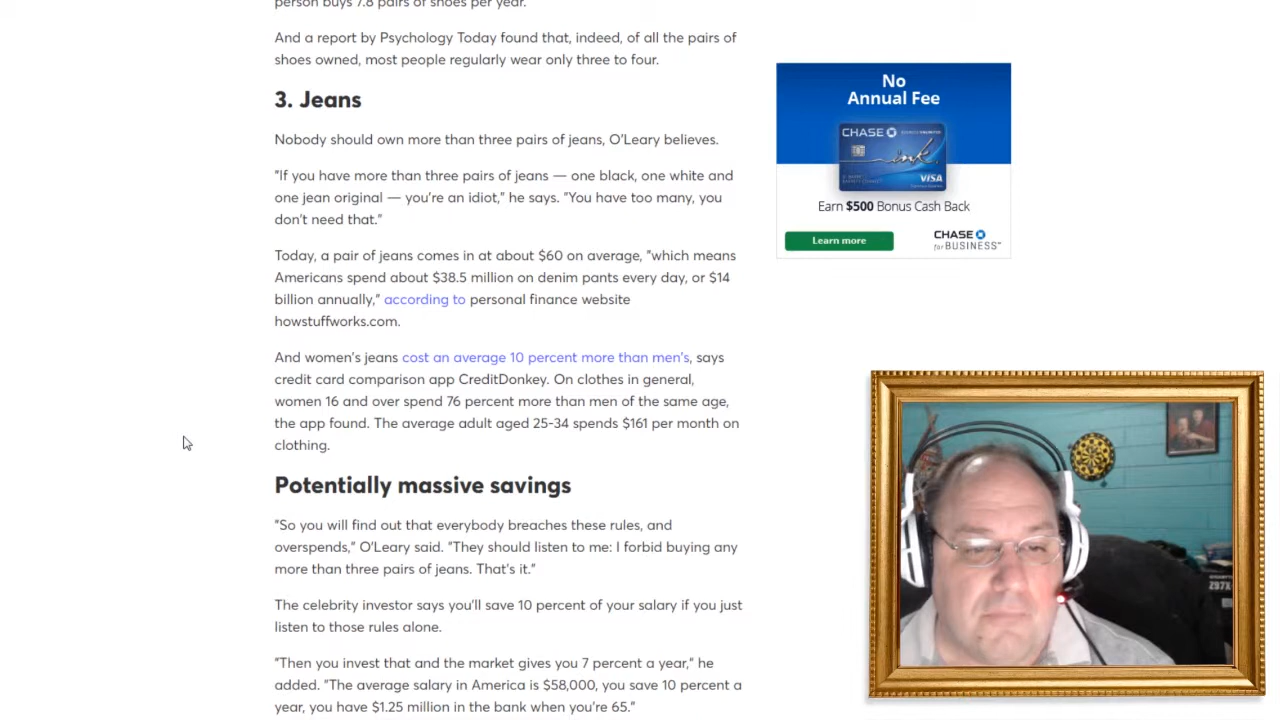 person buys 7.8 pairs of shoes per year.
And a report by Psychology Today found that, indeed, of all the pairs of
shoes owned, most people regularly wear only three to four.
3. Jeans
Nobody should own more than three pairs of jeans, O'Leary believes.
"If you have more than three pairs of jeans — one black, one white and
one jean original — you're an idiot," he says. "You have too many, you
don't need that."
Today, a pair of jeans comes in at about $60 on average, "which means
Americans spend about $38.5 million on denim pants every day, or $14
billion annually," according to personal finance website
howstuffworks.com.
And women's jeans cost an average 10 percent more than men's, says
credit card comparison app CreditDonkey. On clothes in general,
women 16 and over spend 76 percent more than men of the same age,
the app found. The average adult aged 25-34 spends $161 per month on
clothing.
Potentially massive savings
"So you will find out that everybody breaches these rules, and
overspends," O'Leary said. "They should listen to me: I forbid buying any
more than three pairs of jeans. That's it."
The celebrity investor says you'll save 10 percent of your salary if you just
listen to those rules alone.
"Then you invest that and the market gives you 7 percent a year," he
added. "The average salary in America is $58,000, you save 10 percent a
year, you have $1.25 million in the bank when you're 65."
No
Annual Fee
CHASE
ink
VISA
Earn $500 Bonus Cash Back
Learn more
CHASE
for BUSINESS
Z97X